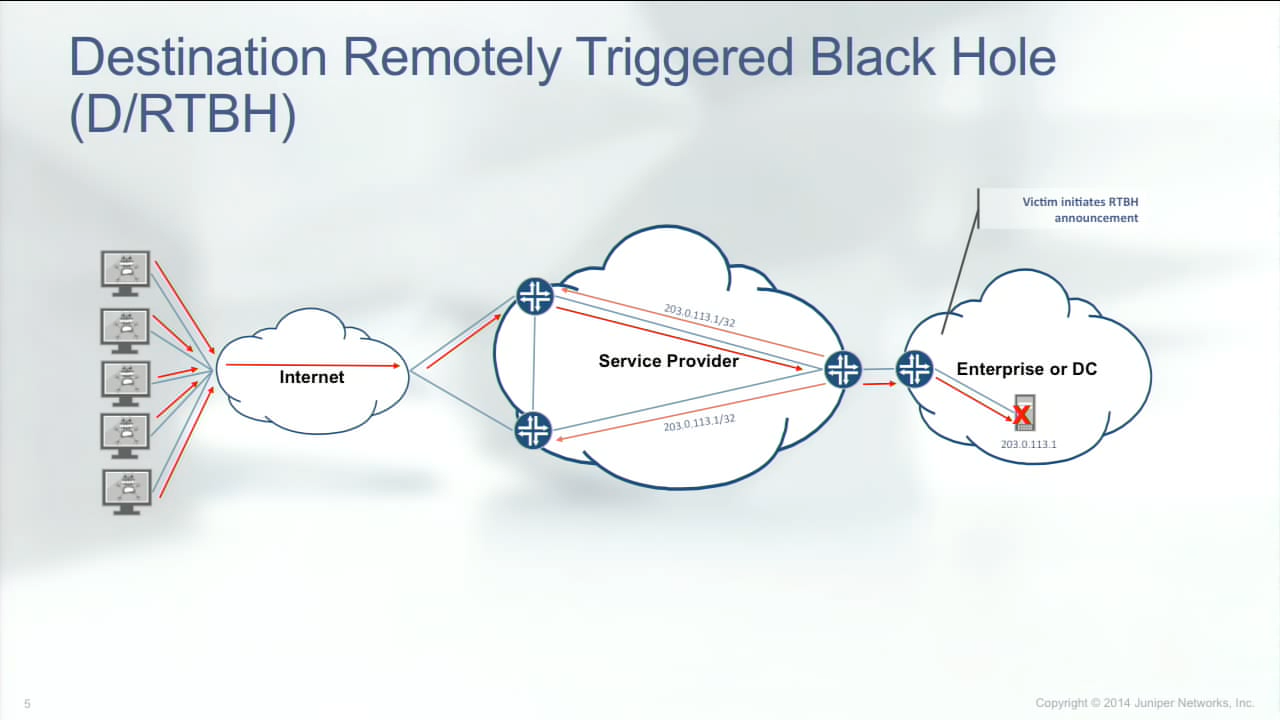 Destination Remotely Triggered Black Hole
(D/RTBH)
Victim initiates RTBH
announcement
203.0.113.1/32
Service Provider
Internet
Enterprise or DC
203.0.113.1/32
203.0.113.1
X
5
Copyright © 2014 Juniper Networks, Inc.